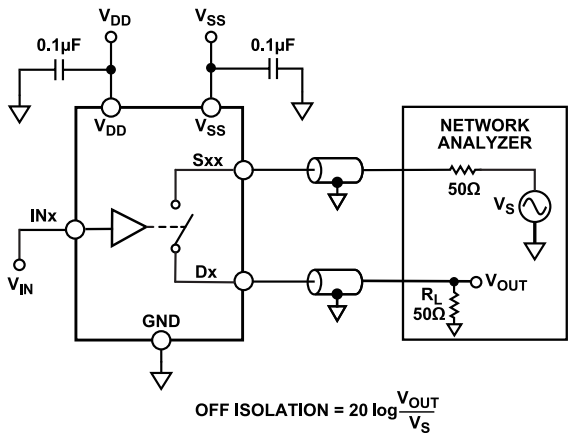 VDD
VSS
0.1µF
0.1µF
VDD
VSS
NETWORK
ANALYZER
Sxx
50Ω
VS
INx
Dx
VOUT
VIN
RL
50Ω
GND
OFF ISOLATION = 20 log VOUT
VS